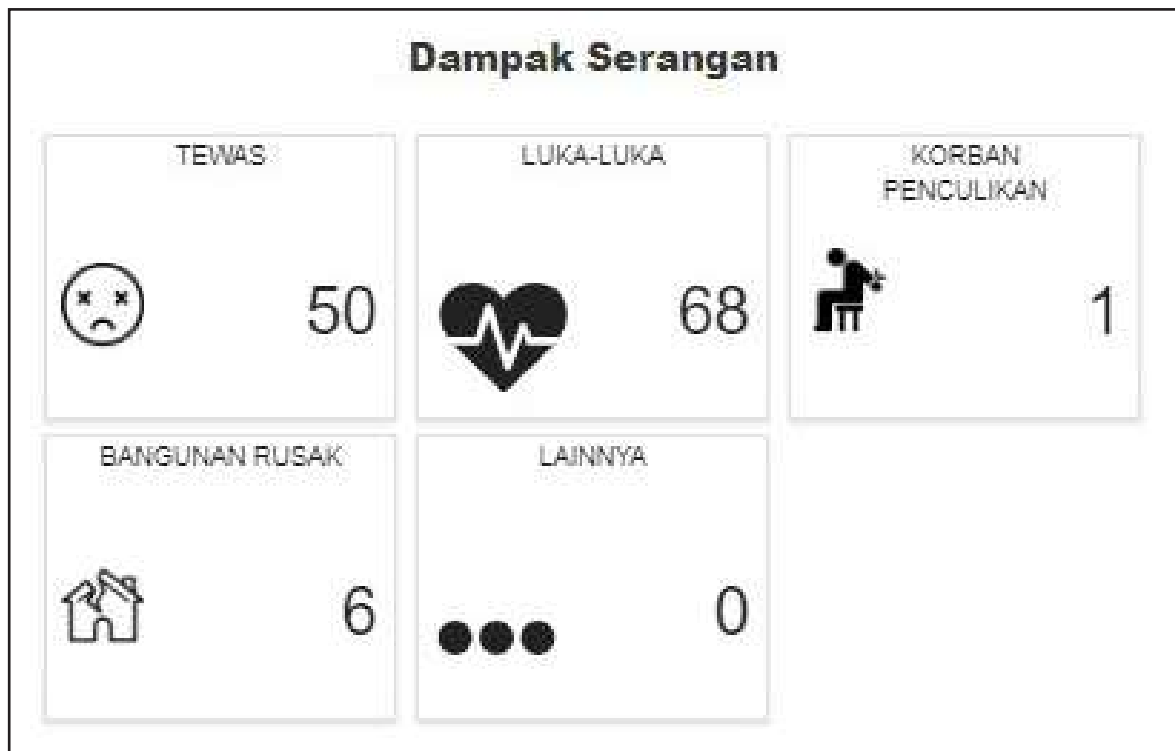 Dampak Serangan
TEWAS
50
LUKA-LUKA
68
KORBAN
PENCULIKAN
1
BANGUNAN RUSAK
6
LAINNYA
0